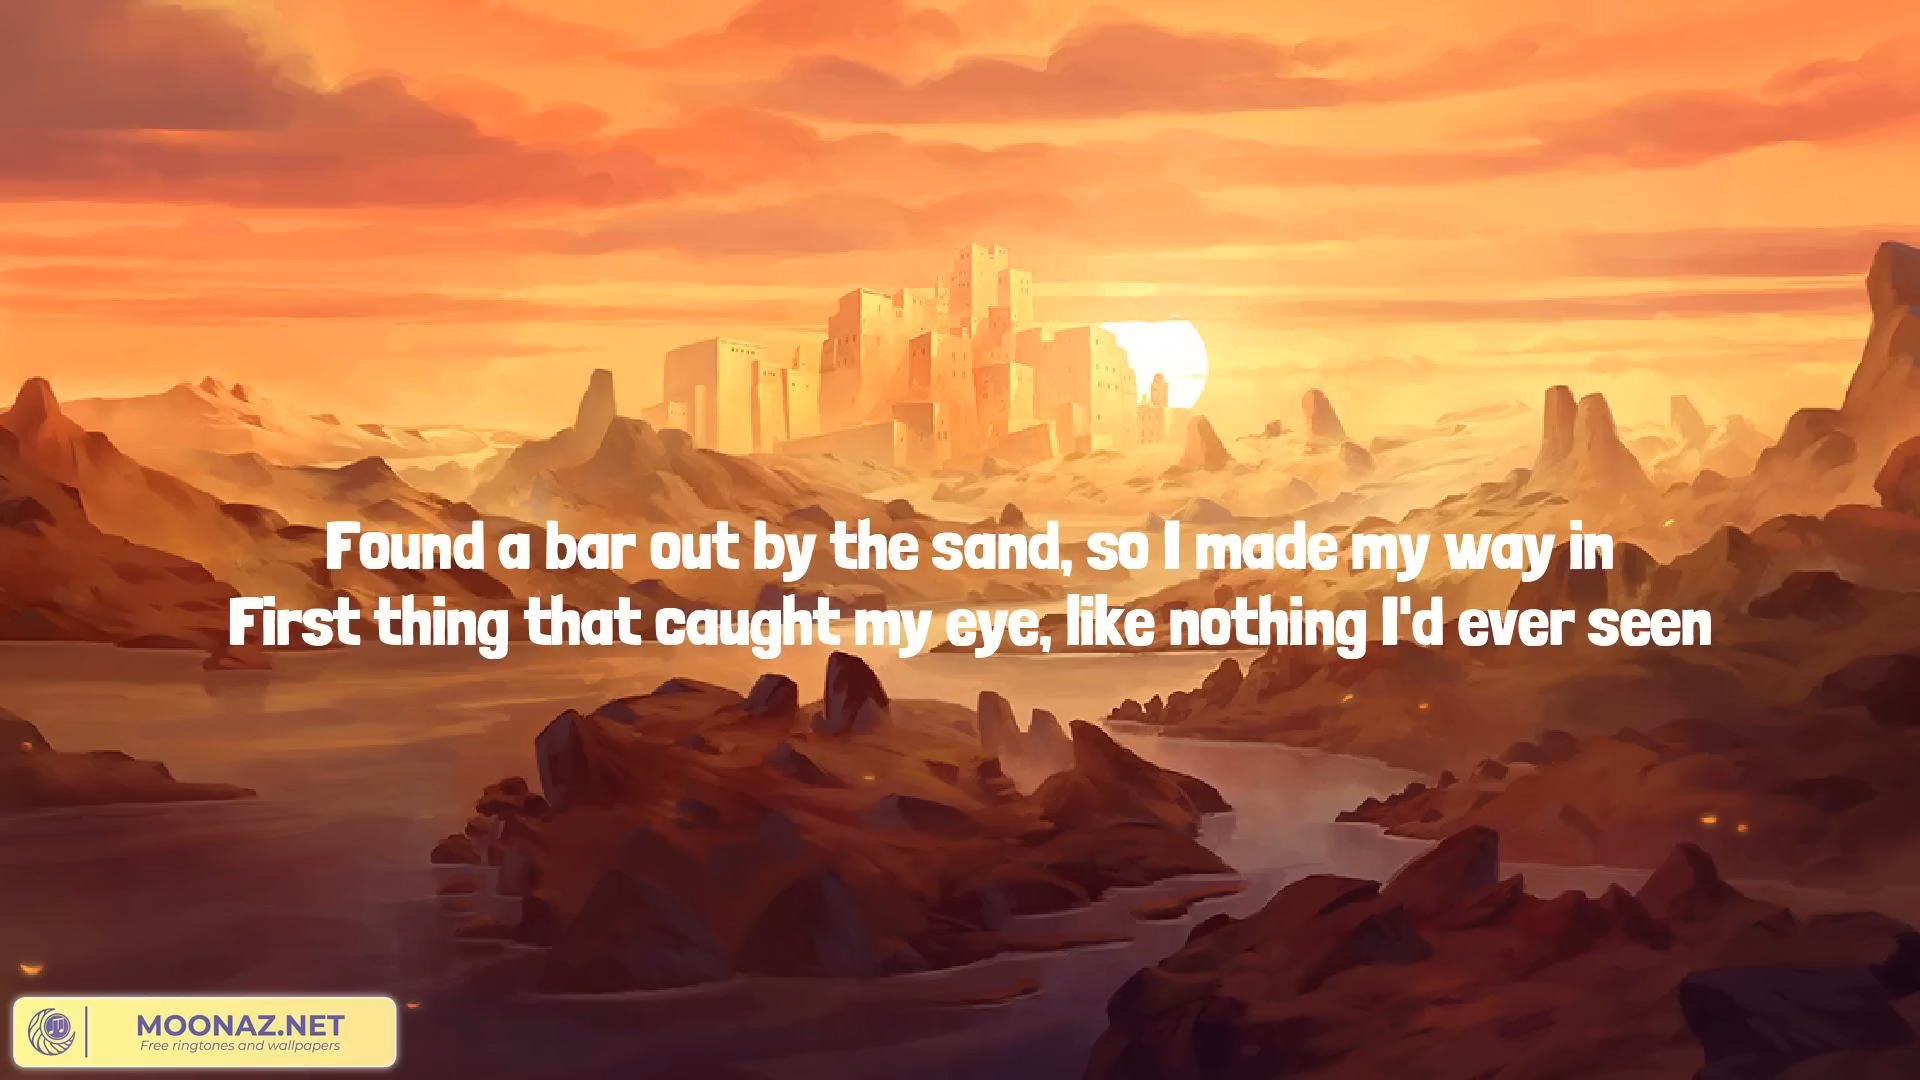 Found a bar out by the sand, so I made my way in
First thing that caught my eye, like nothing I'd ever seen
MOONAZ.NET
Free ringtones and wallpapers